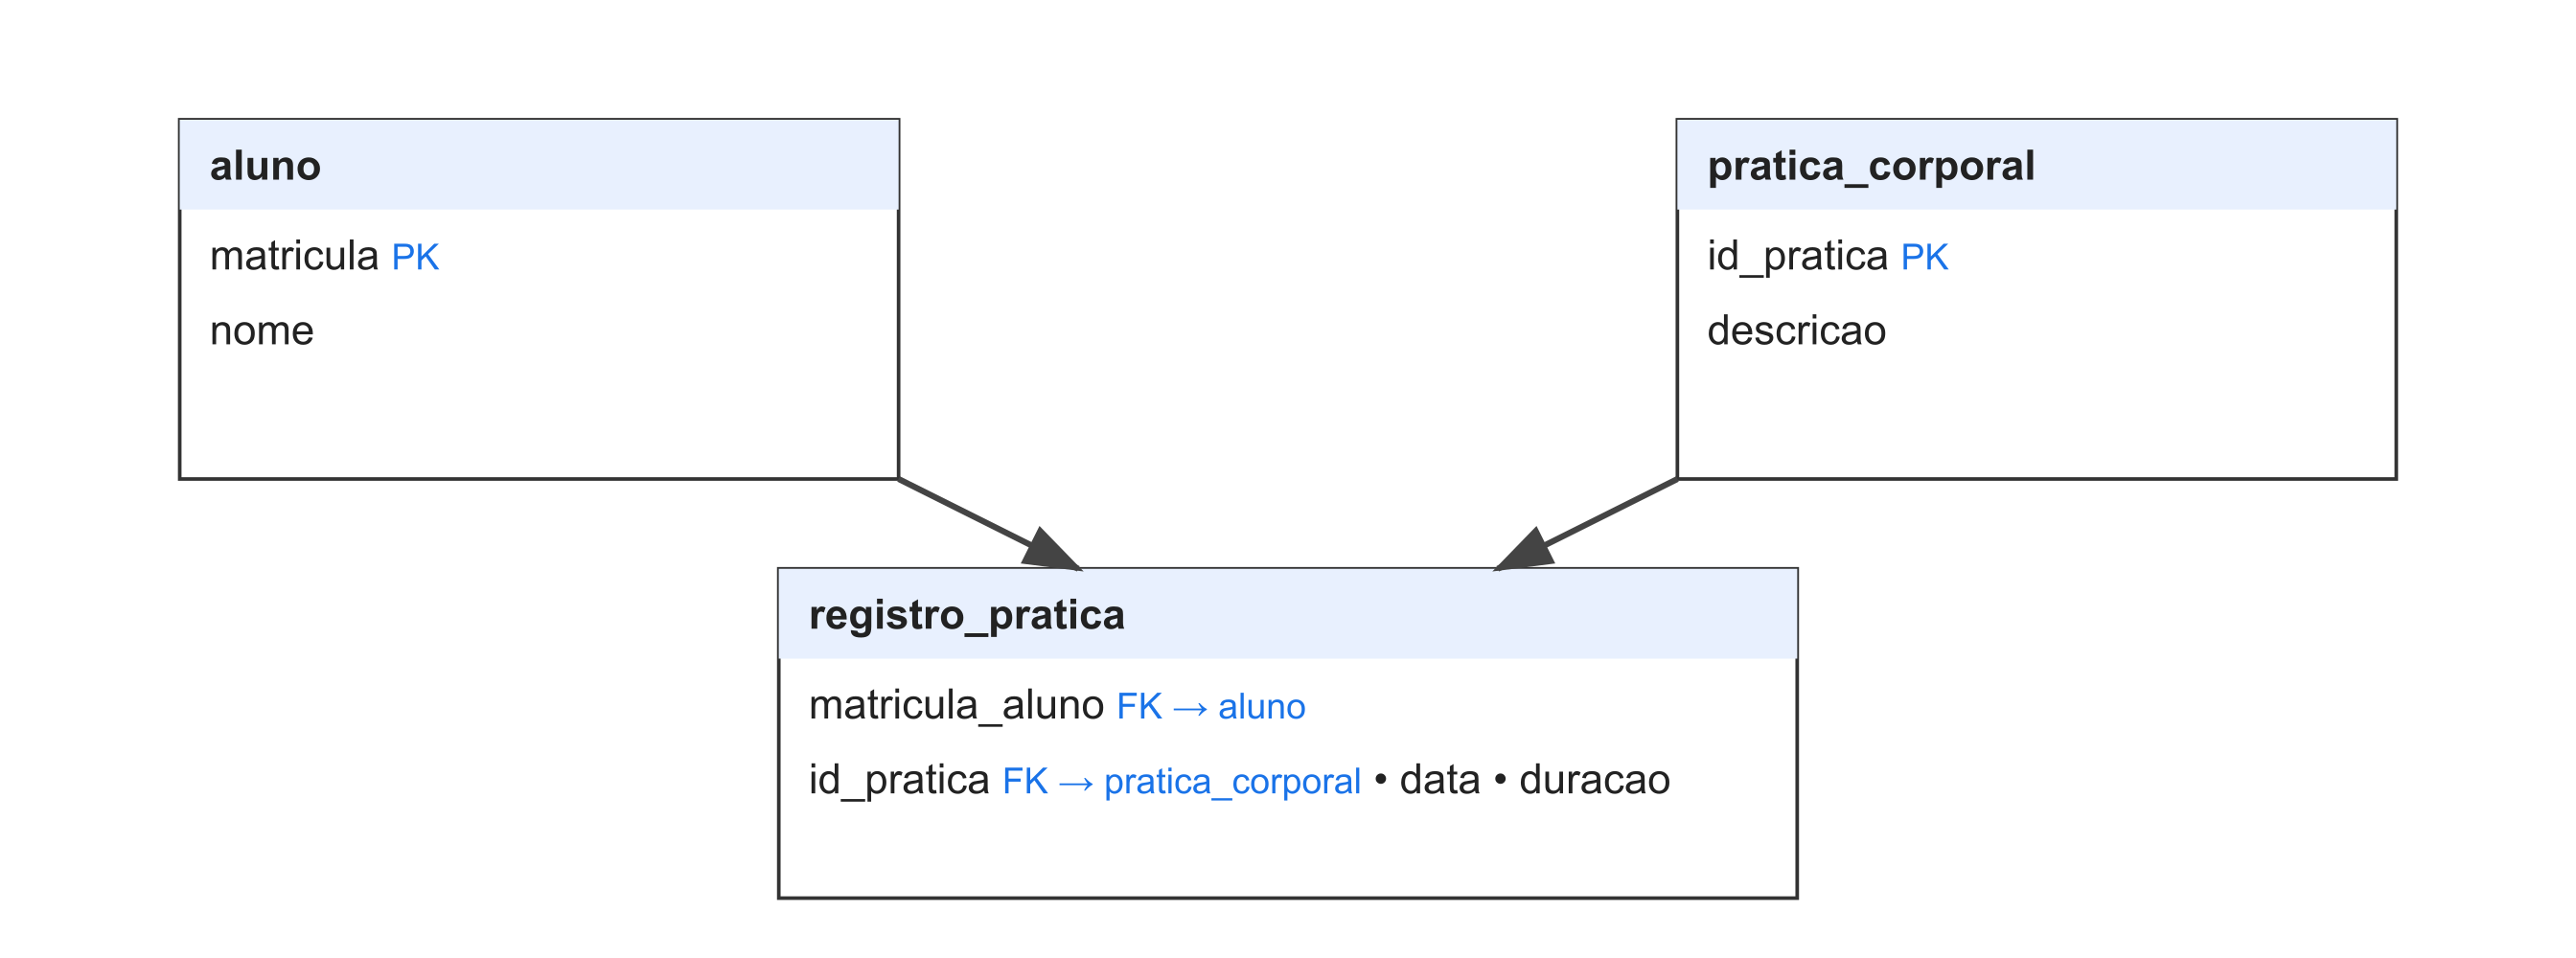 aluno
matricula PK
nome
pratica_corporal
id_pratica PK
descricao
registro_pratica
matricula_aluno FK → aluno
id_pratica FK → pratica_corporal • data • duracao